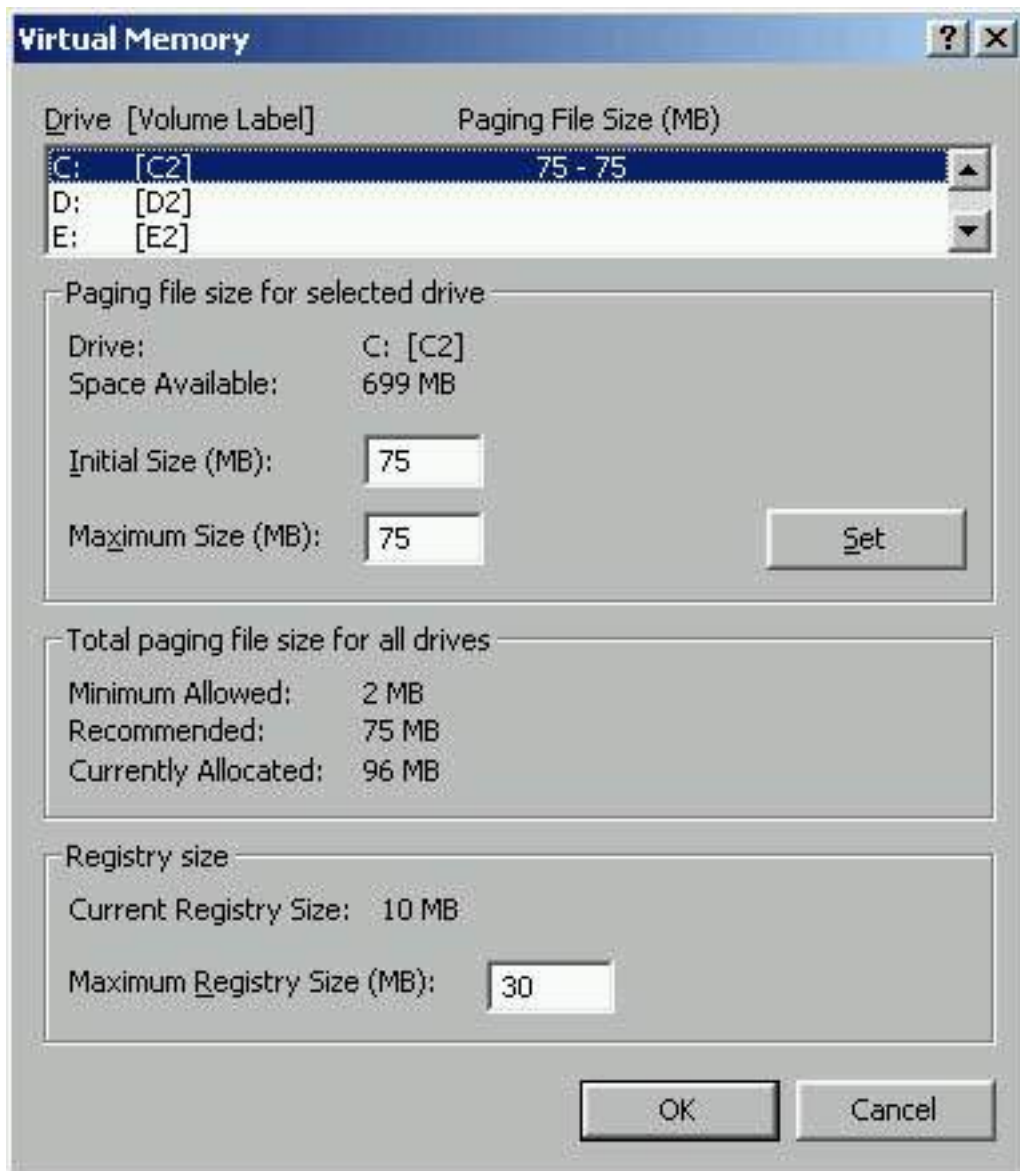 Virtual Memory
Drive [Volume Label] Paging File Size (MB)
C: [C2] 75 - 75
D: [D2]
E: [E2]
Paging file size for selected drive
Drive: C: [C2]
Space Available: 699 MB
Initial Size (MB): 75
Maximum Size (MB): 75
Set
Total paging file size for all drives
Minimum Allowed: 2 MB
Recommended: 75 MB
Currently Allocated: 96 MB
Registry size
Current Registry Size: 10 MB
Maximum Registry Size (MB): 30
OK Cancel